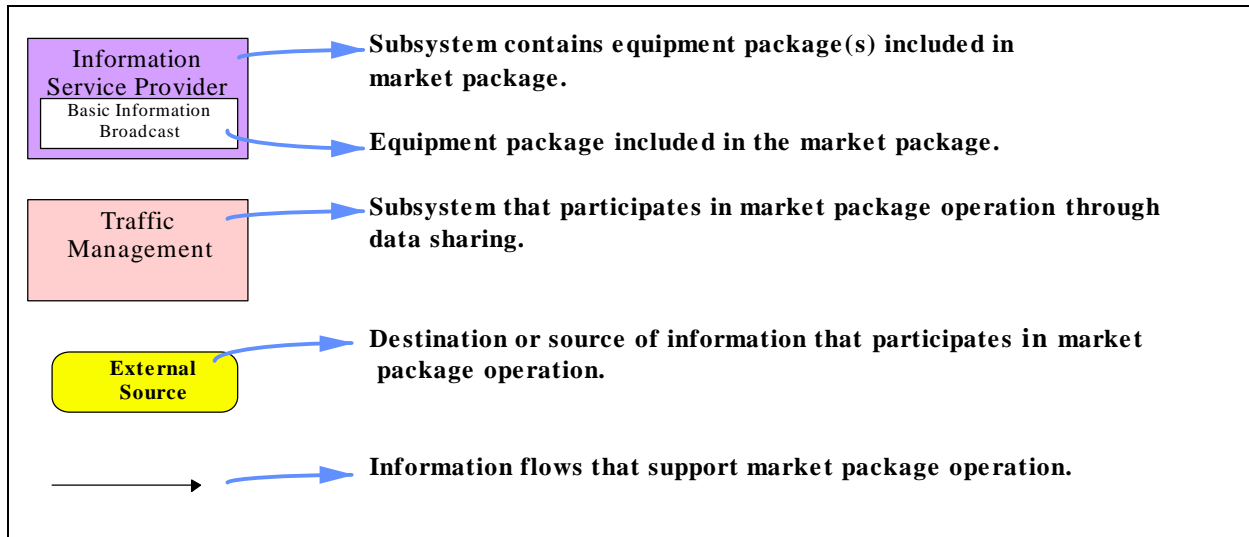 Information
Service Provider
Basic Information
Broadcast
Subsystem contains equipment package(s) included in
market package.
Equipment package included in the market package.
Traffic
Management
Subsystem that participates in market package operation through
data sharing.
External
Source
Destination or source of information that participates in market
package operation.
Information flows that support market package operation.